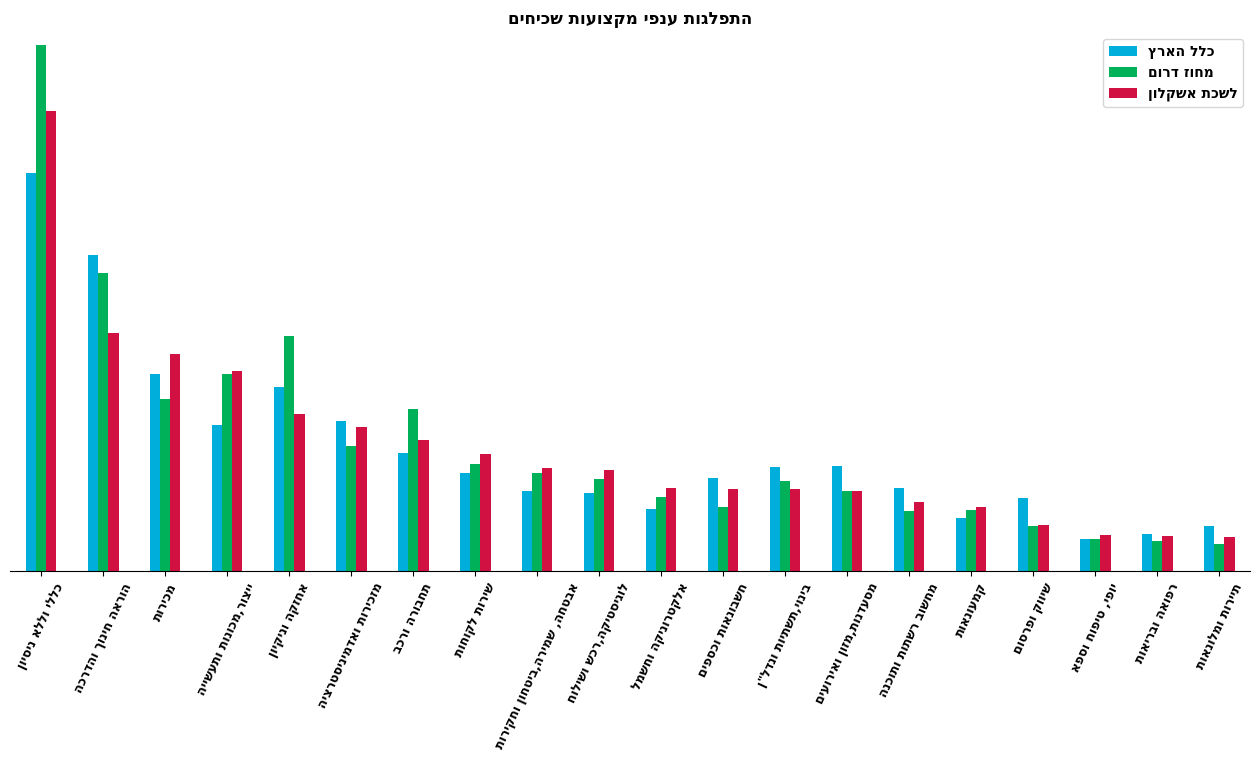 התפלגות ענפי מקצועות שכיחים
כלל הארץ
מחוז דרום
לשכת אשקלון
כללי וללא ניסיון
הוראה חינוך והדרכה
מכירות
ייצור,מכונות ותעשייה
אחזקה וניקיון
מזכירות ואדמיניסטרציה
תחבורה ורכב
שירות לקוחות
אבטחה, שמירה,ביטחון וחקירות
לוגיסטיקה,רכש ושילוח
אלקטרוניקה וחשמל
חשבונאות וכספים
בינוי,תשתיות ונדל"ן
מסעדנות,מזון ואירועים
מחשוב רשתות ותוכנה
קמעונאות
שיווק ופרסום
יופי, טיפוח וספא
רפואה ובריאות
תיירות ומלונאות